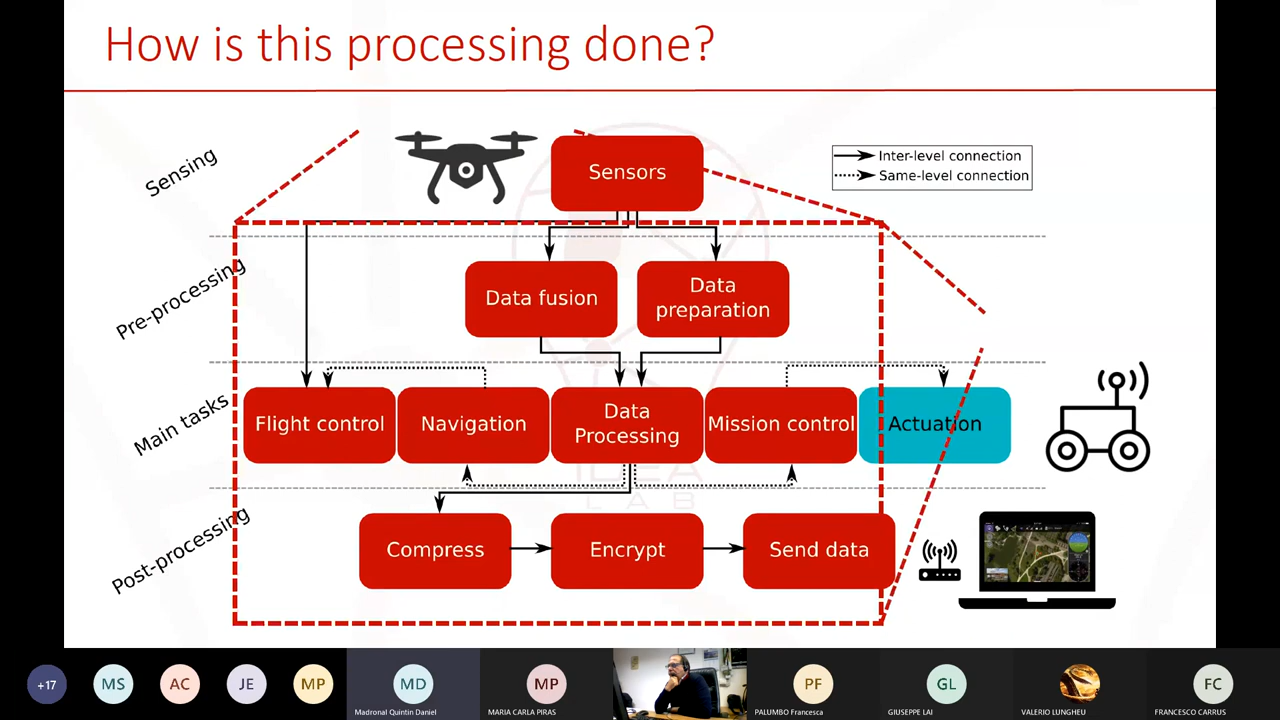 How is this processing done?
Sensing
Sensors
Inter-level connection
Same-level connection
Pre-processing
Data fusion
Data
preparation
Main tasks
Flight control
Navigation
Data
Processing
Mission control
Actuation
IDEA
LAB
Post-processing
Compress
Encrypt
Send data
+17
MS
AC
JE
MP
MD
Madronal Quintin Daniel
MP
MARIA CARLA PIRAS
PF
PALUMBO Francesca
GL
GIUSEPPE LAI
VALERIO LUNGHEU
FC
FRANCESCO CARRUS